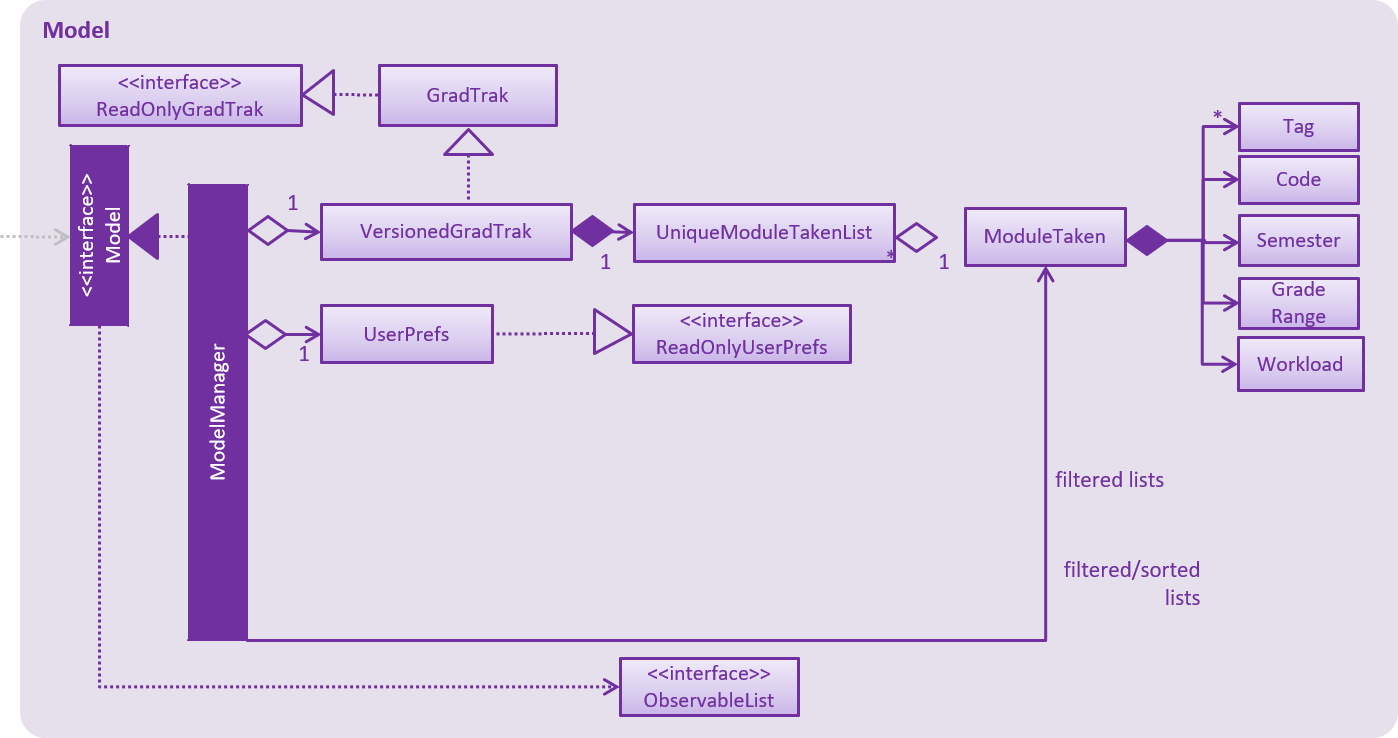 Model
<<interface>>
ReadOnlyGradTrak
GradTrak
<<interface>>
Model
ModelManager
1
VersionedGradTrak
1
UniqueModuleTakenList
*
1
ModuleTaken
*
Tag
Code
Semester
Grade
Range
Workload
1
UserPrefs
<<interface>>
ReadOnlyUserPrefs
filtered lists
filtered/sorted
lists
<<interface>>
ObservableList